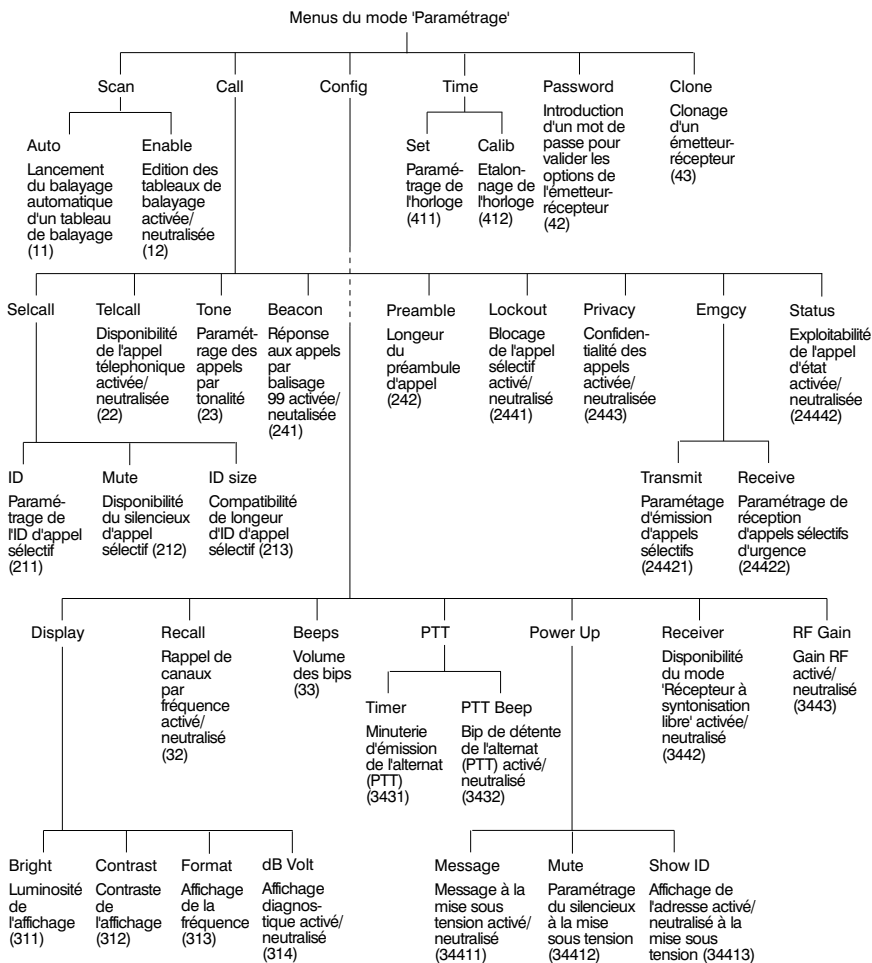 Menus du mode 'Paramétrage'
Scan
Call
Config
Time
Password
Introduction
d'un mot de
passe pour
valider les
options de
l'émetteur-
récepteur
(42)
Clone
Clonage
d'un
émetteur-
récepteur
(43)
Auto
Lancement
du balayage
automatique
d'un tableau
de balayage
(11)
Enable
Edition des
tableaux de
balayage
activée/
neutralisée
(12)
Set
Paramé-
trage de
l'horloge
(411)
Calib
Etalon-
nage de
l'horloge
(412)
Selcall
Telcall
Disponibilité
de l'appel
télephonique
activée/
neutralisée
(22)
Tone
Paramét-
rage des
appels
par
tonalité
(23)
Beacon
Réponse
aux appels
par
balisage
99 activée/
neutalisée
(241)
Preamble
Longeur
du
préambule
d'appel
(242)
Lockout
Blocage
de l'appel
sélectif
activé/
neutralisé
(2441)
Privacy
Confiden-
tialité des
appels
activée/
neutralisée
(2443)
Emgcy
Status
Exploitabilité
de l'appel
d'état
activée/
neutralisée
(24442)
ID
Paramé-
trage de
l'ID d'appel
sélectif
(211)
Mute
Disponibilité
du silencieux
d'appel
sélectif (212)
ID size
Compatibilité
de longeur
d'ID d'appel
sélectif (213)
Transmit
Paramétage
d'émission
d'appels
sélectifs
(24421)
Receive
Paramétrage de
réception
d'appels sélectifs
d'urgence
(24422)
Display
Recall
Rappel de
canaux
par
fréquence
activé/
neutralisé
(32)
Beeps
Volume
des bips
(33)
PTT
Power Up
Receiver
Disponibilité
du mode
'Récepteur à
syntonisation
libre' activée/
neutralisé
(3442)
RF Gain
Gain RF
activé/
neutralisé
(3443)
Timer
Minuterie
d'émission
de l'alternat
(PTT)
(3431)
PTT Beep
Bip de détente
de l'alternat
(PTT) activé/
neutralisé
(3432)
Bright
Luminosité
de
l'affichage
(311)
Contrast
Contraste
de
l'affichage
(312)
Format
Affichage
de la
fréquence
(313)
dB Volt
Affichage
diagnos-
tique activé/
neutralisé
(314)
Message
Message à la
mise sous
tension activé/
neutralisé
(34411)
Mute
Paramétrage
du silencieux
à la mise
sous tension
(34412)
Show ID
Affichage de
l'adresse activé/
neutralisé à la
mise sous
tension (34413)